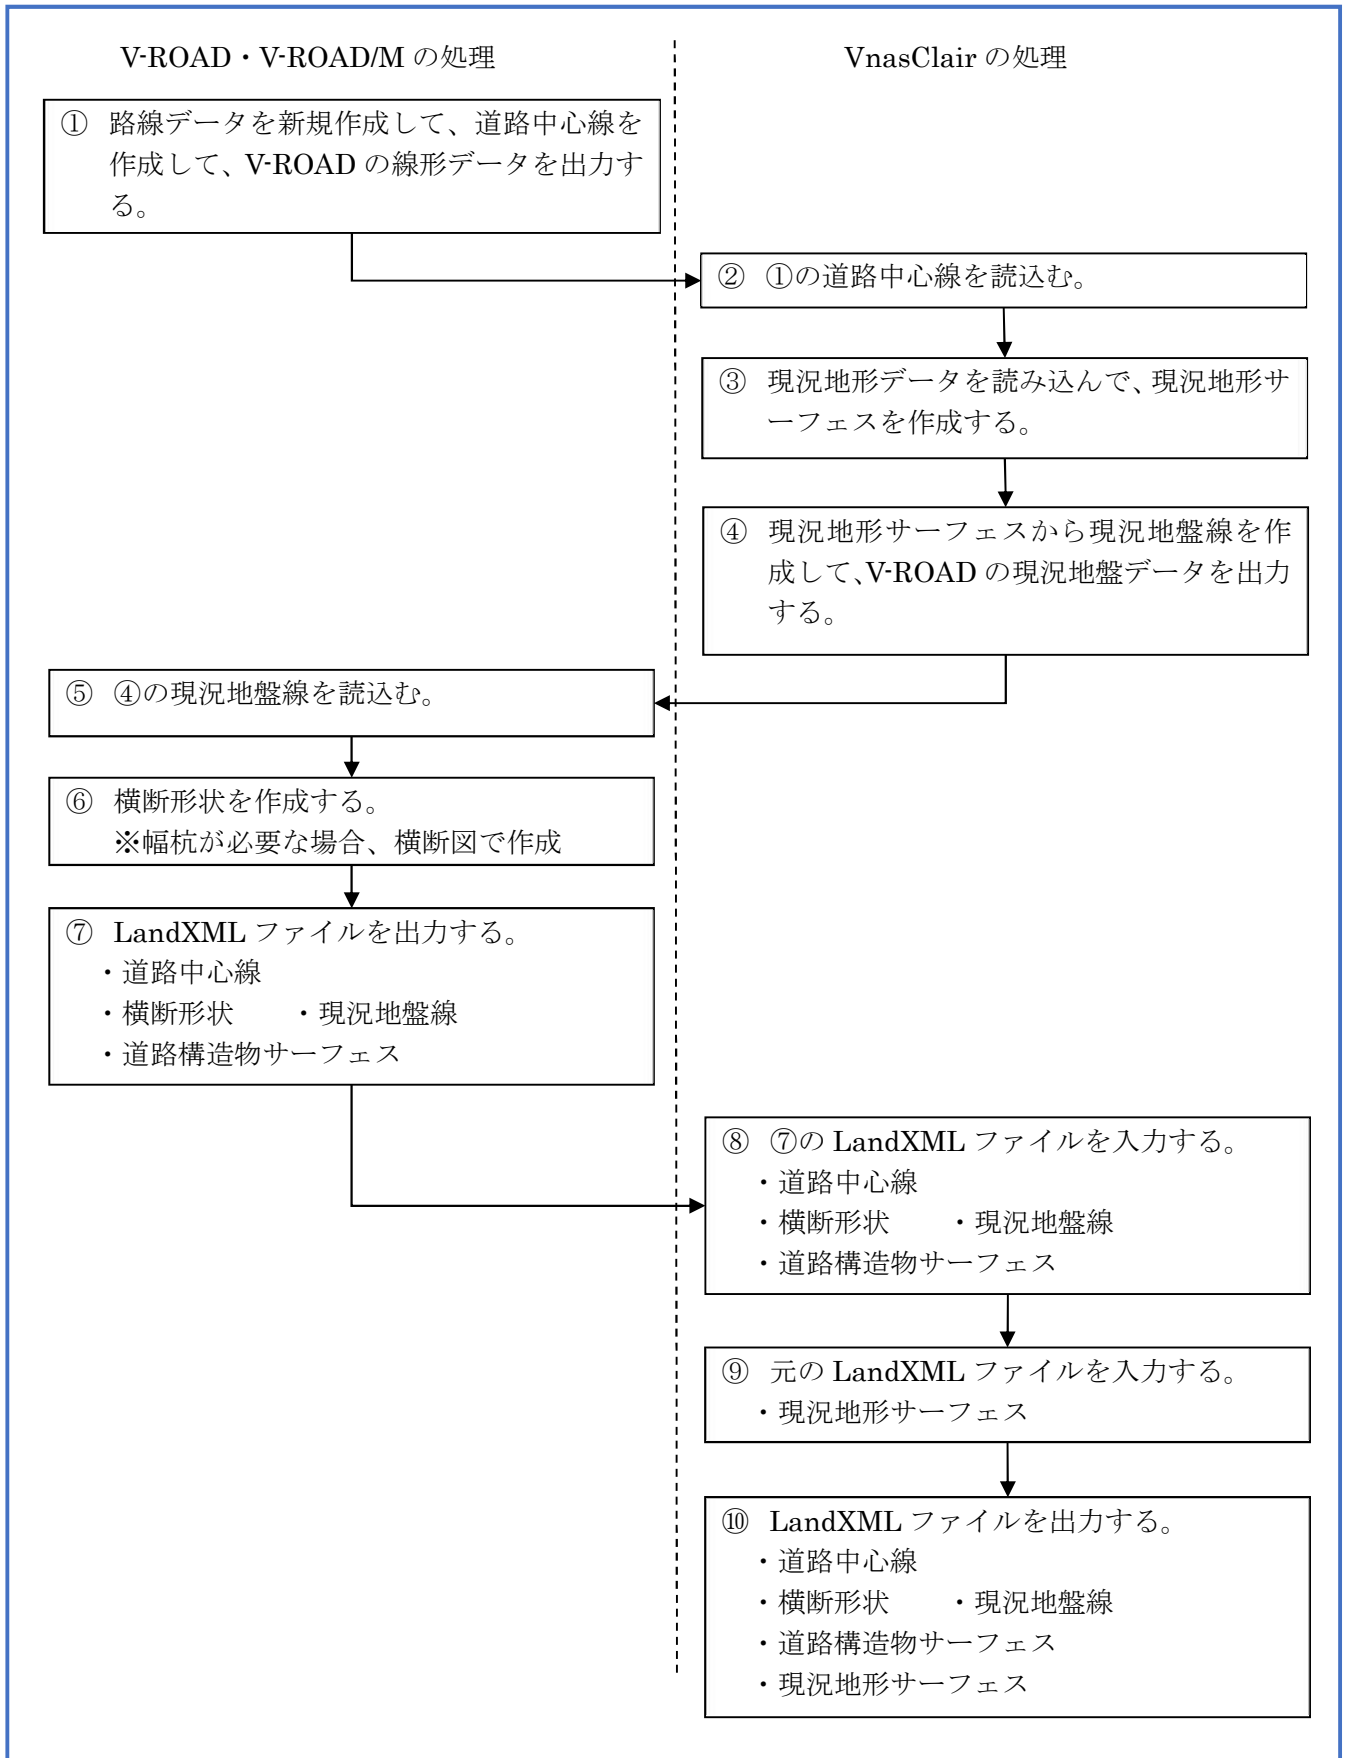 V-ROAD・V-ROAD/M の処理
VnasClair の処理
① 路線データを新規作成して、道路中心線を
作成して、V-ROAD の線形データを出力す
る。
② ①の道路中心線を読込む。
③ 現況地形データを読み込んで、現況地形サ
ーフェスを作成する。
④ 現況地形サーフェスから現況地盤線を作
成して、V-ROAD の現況地盤データを出力
する。
⑤ ④の現況地盤線を読込む。
⑥ 横断形状を作成する。
※幅杭が必要な場合、横断図で作成
⑦ LandXML ファイルを出力する。
・道路中心線
・横断形状 ・現況地盤線
・道路構造物サーフェス
⑧ ⑦の LandXML ファイルを入力する。
・道路中心線
・横断形状 ・現況地盤線
・道路構造物サーフェス
⑨ 元の LandXML ファイルを入力する。
・現況地形サーフェス
⑩ LandXML ファイルを出力する。
・道路中心線
・横断形状 ・現況地盤線
・道路構造物サーフェス
・現況地形サーフェス